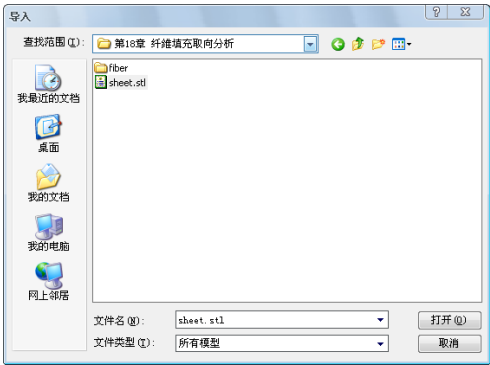 导入
查找范围(I):
第18章 纤维填充取向分析
fiber
sheet.stl
我最近的文档
桌面
我的文档
我的电脑
网上邻居
文件名(N):
sheet.stl
打开(O)
文件类型(T):
所有模型
取消